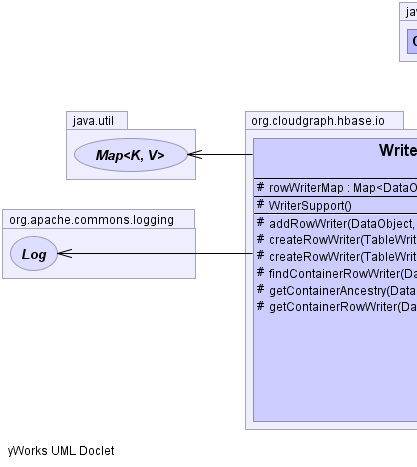 ja
java.util
Map<K, V>
org.cloudgraph.hbase.io
Write
# rowWriterMap : Map<DataO
# WriterSupport()
# addRowWriter(DataObject,
# createRowWriter(TableWrit
# createRowWriter(TableWrit
# findContainerRowWriter(Da
# getContainerAncestry(Data
# getContainerRowWriter(Da
org.apache.commons.logging
Log
yWorks UML Doclet